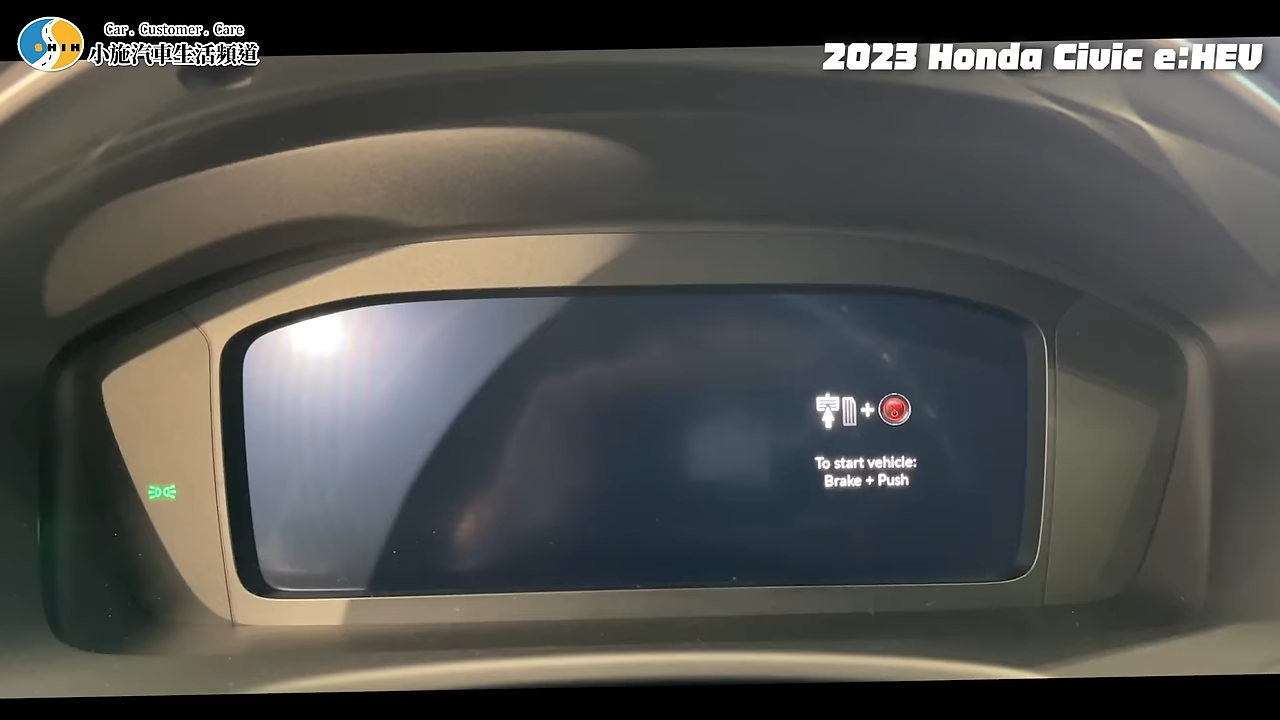 Car. Customer. Care
SHIH
小施汽車生活頻道
2023 Honda Civic e:HEV
+
To start vehicle:
Brake + Push